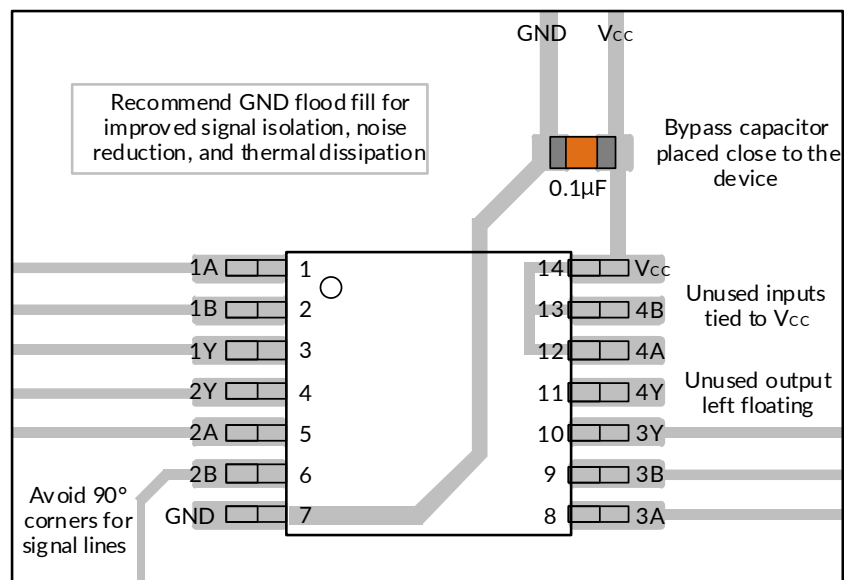 GND Vcc
Recommend GND flood fill for
improved signal isolation, noise
reduction, and thermal dissipation
Bypass capacitor
placed close to the
device
0.1µF
1A 1 14 Vcc
1B 2 13 4B
1Y 3 12 4A
2Y 4 11 4Y
2A 5 10 3Y
2B 6 9 3B
GND 7 8 3A
Unused inputs
tied to Vcc
Unused output
left floating
Avoid 90°
corners for
signal lines